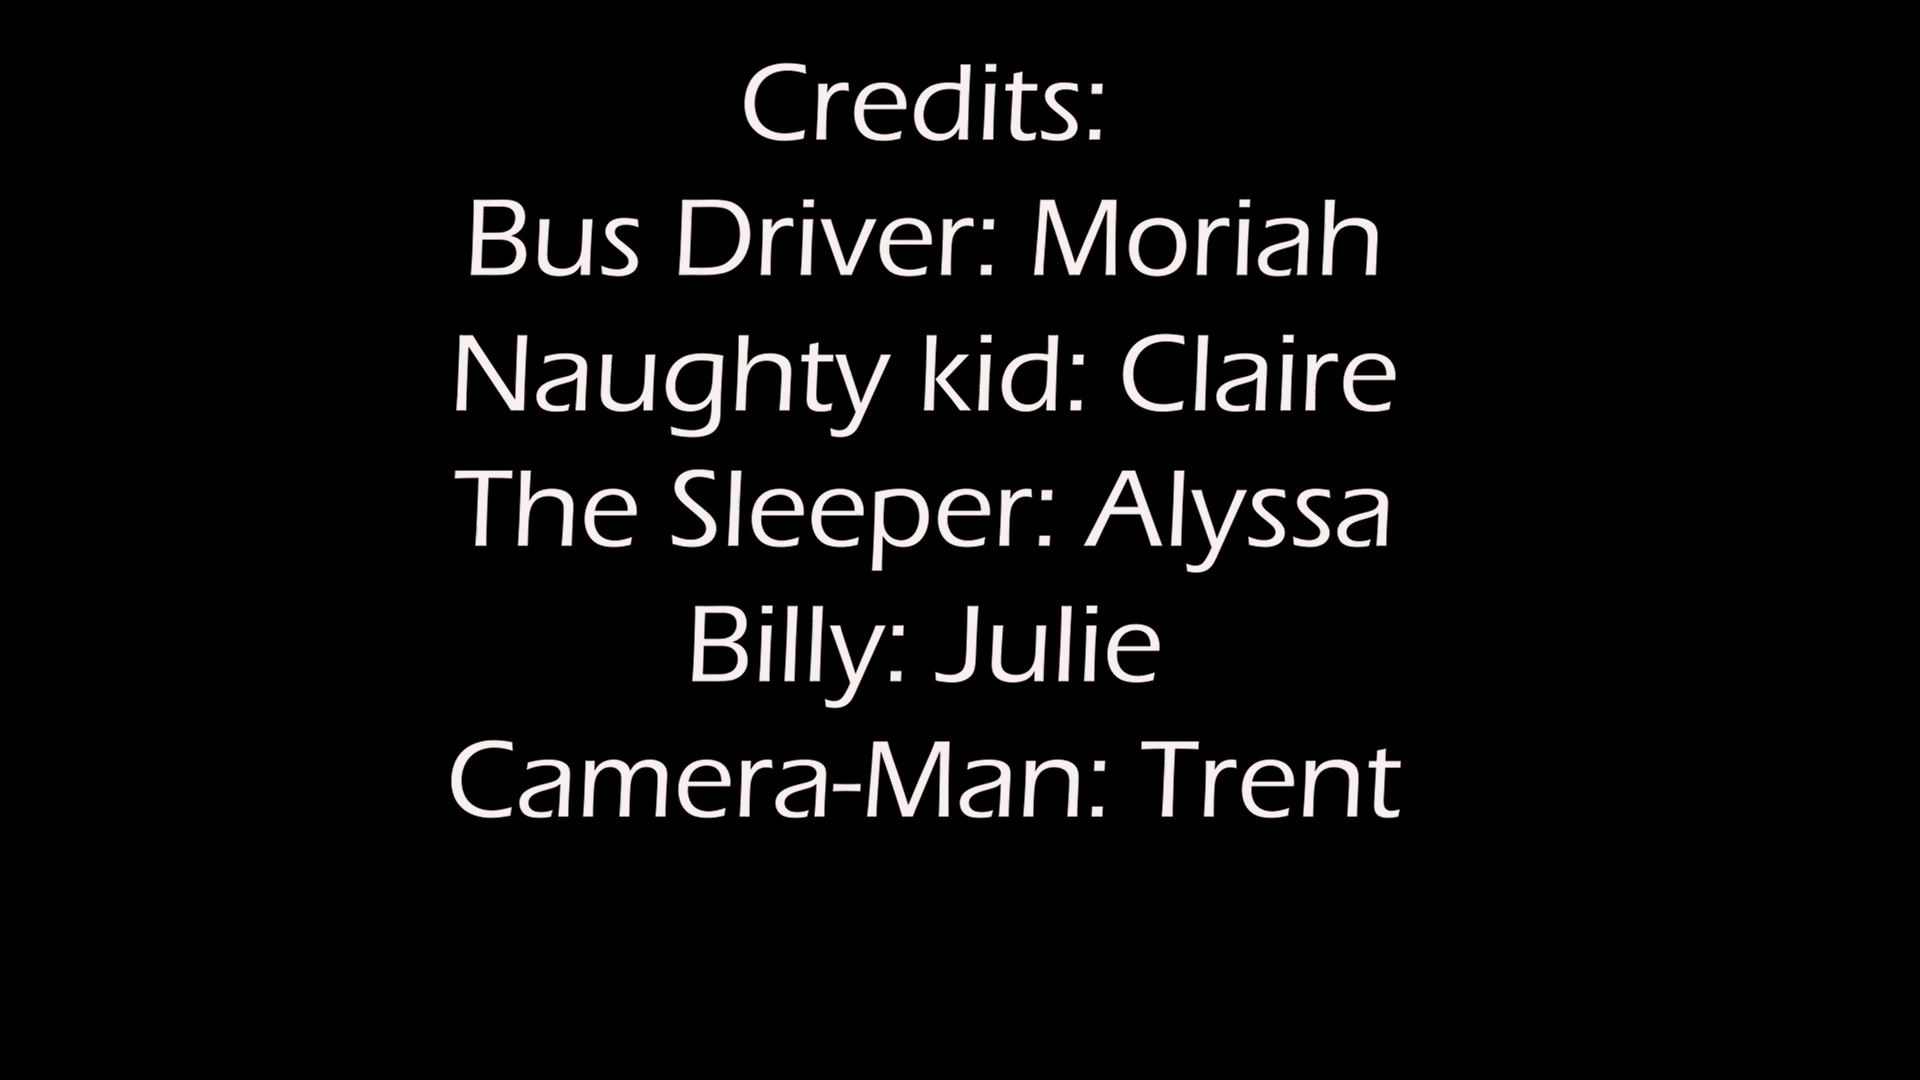 Credits:
Bus Driver: Moriah
Naughty kid: Claire
The Sleeper: Alyssa
Billy: Julie
Camera-Man: Trent